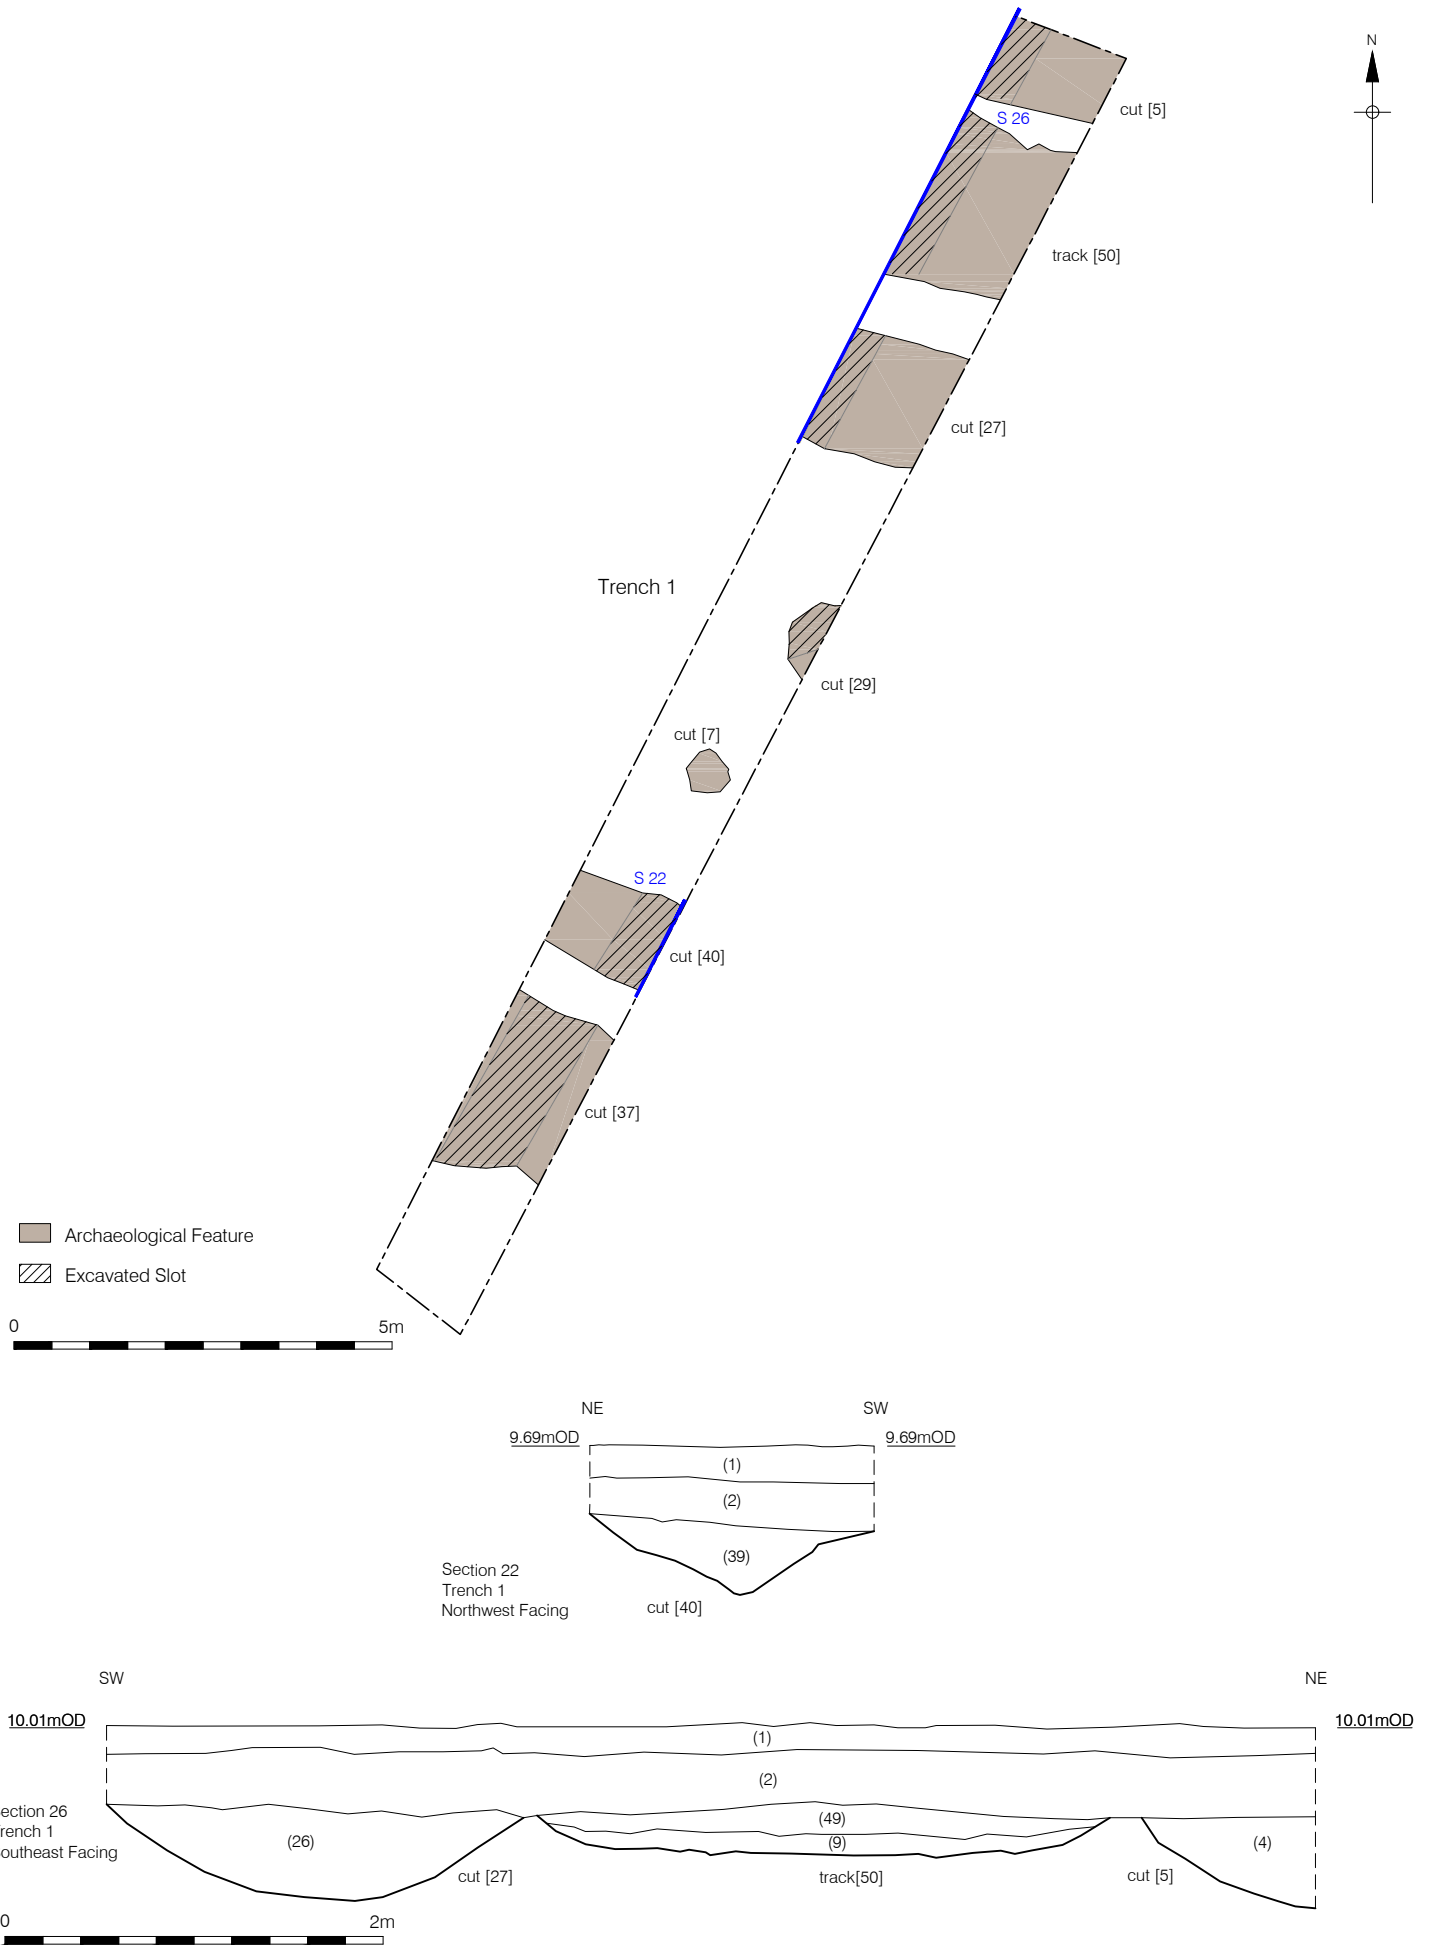 N
cut [5]
S 26
track [50]
cut [27]
Trench 1
cut [29]
cut [7]
S 22
cut [40]
cut [37]
Archaeological Feature
Excavated Slot
0 5m
NE SW
9.69mOD 9.69mOD
(1)
(2)
(39)
Section 22
Trench 1
Northwest Facing
cut [40]
SW NE
10.01mOD 10.01mOD
(1)
(2)
ection 26
rench 1
outheast Facing
(49)
(26)
(9)
(4)
cut [27]
track[50]
cut [5]
0 2m